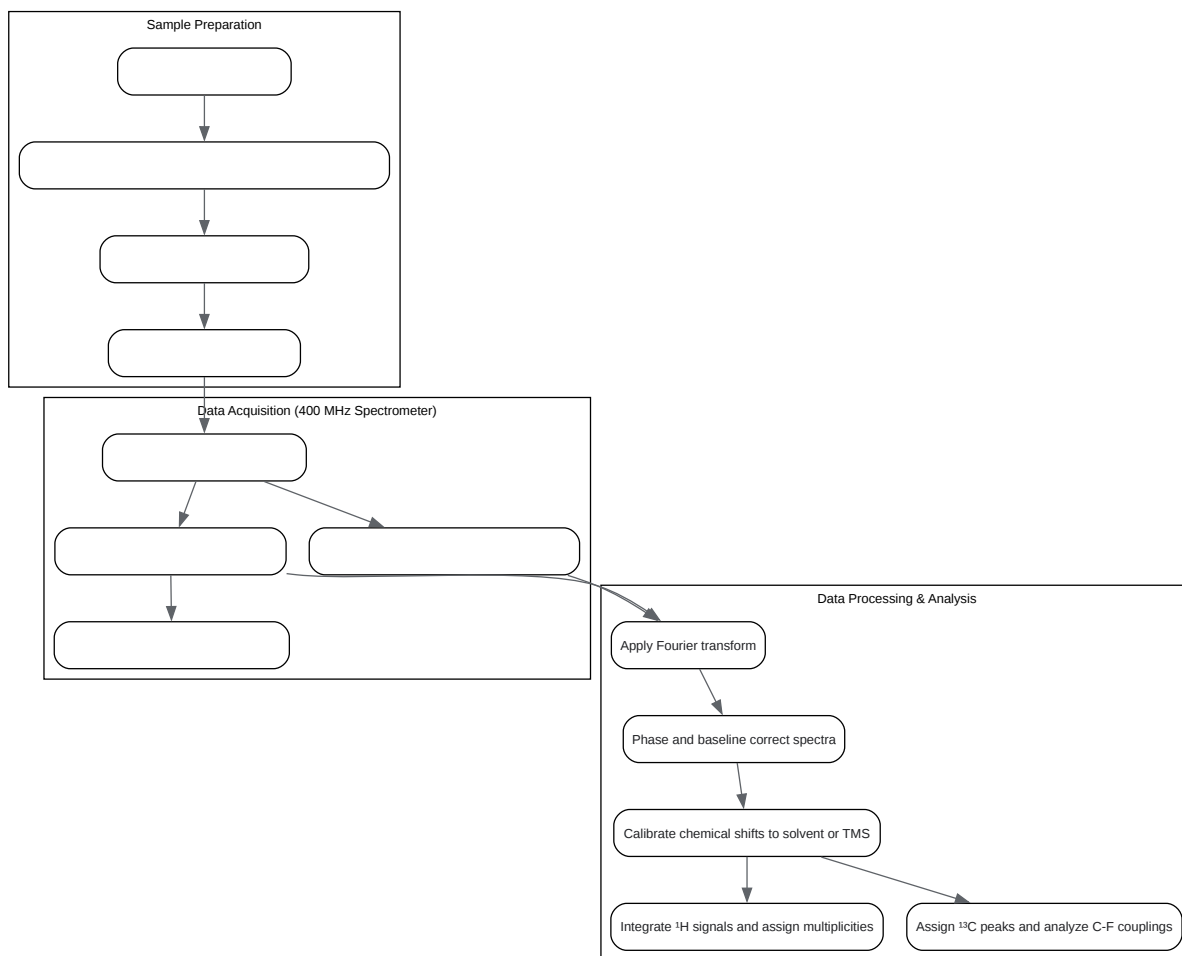 Sample Preparation
Data Acquisition (400 MHz Spectrometer)
Data Processing & Analysis
Apply Fourier transform
Phase and baseline correct spectra
Calibrate chemical shifts to solvent or TMS
Integrate ¹H signals and assign multiplicities
Assign ¹³C peaks and analyze C-F couplings